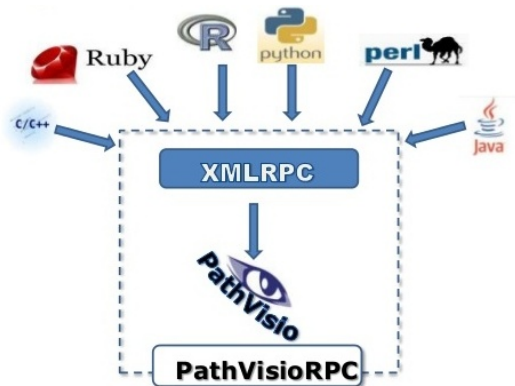 R
python
Ruby
perl
C/C++
Java
XMLRPC
PathVisio
PathVisioRPC